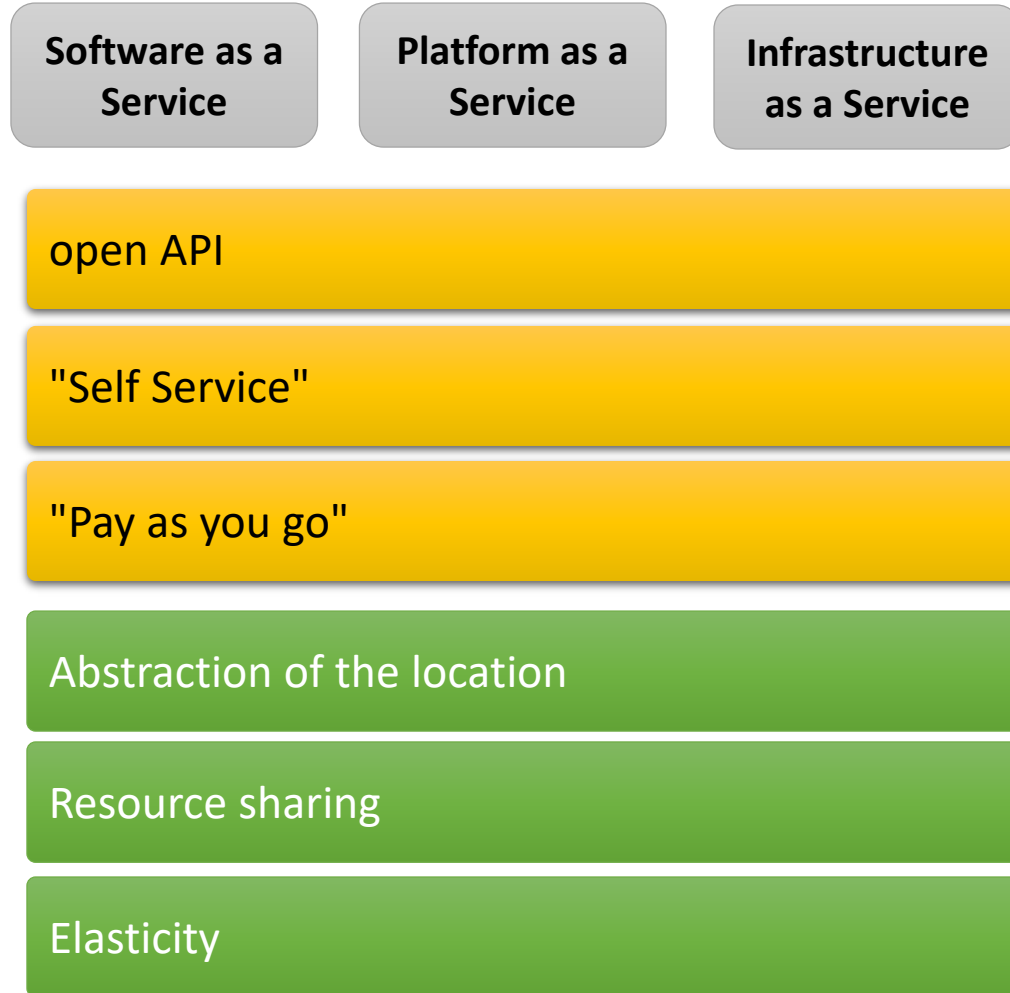 Software as a
Service
Platform as a
Service
Infrastructure
as a Service
open API
"Self Service"
"Pay as you go"
Abstraction of the location
Resource sharing
Elasticity